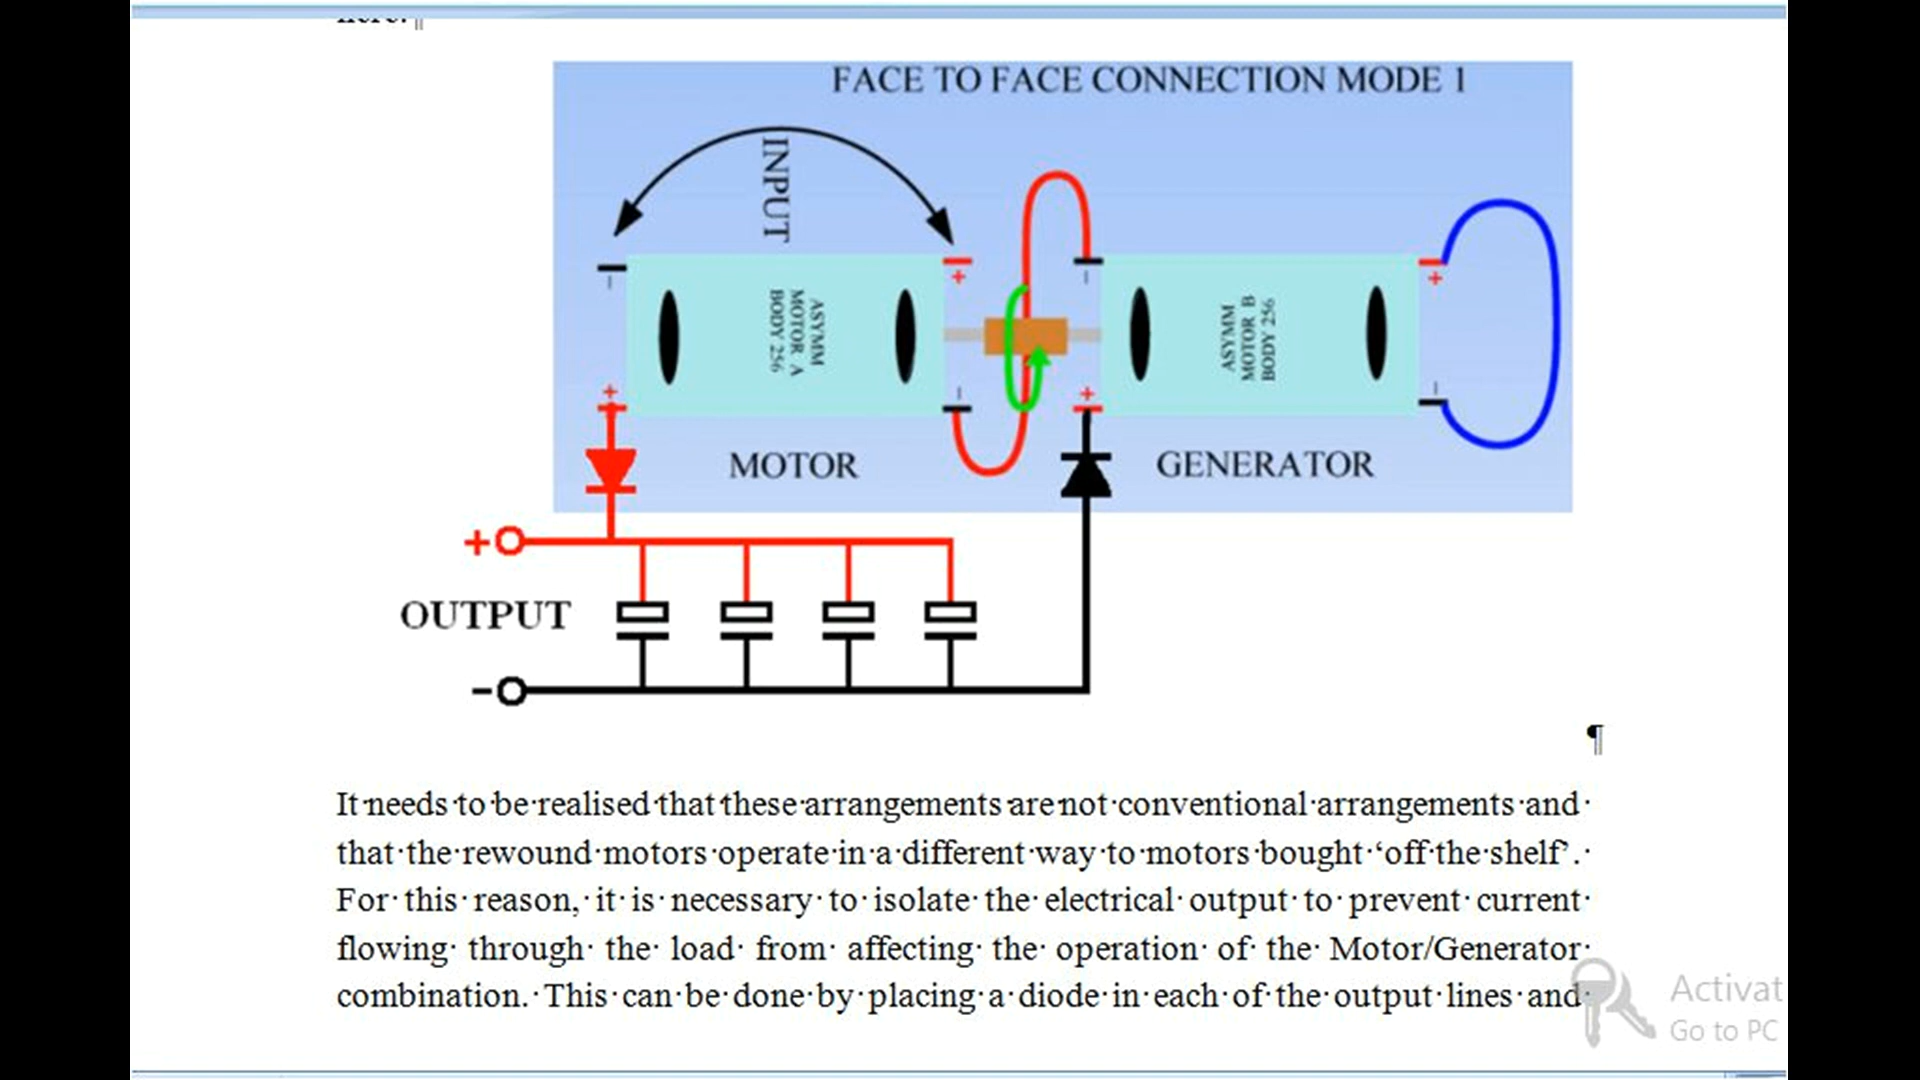 here.¶
FACE TO FACE CONNECTION MODE 1
INPUT
–
+
–
+
ASYMM
MOTOR A
BODY 256
ASYMM
MOTOR B
BODY 256
+
–
+
–
MOTOR
GENERATOR
+
OUTPUT
-
¶
It·needs·to·be·realised·that·these·arrangements·are·not·conventional·arrangements·and·
that·the·rewound·motors·operate·in·a·different·way·to·motors·bought·‘off·the·shelf’.·
For·this·reason,·it·is·necessary·to·isolate·the·electrical·output·to·prevent·current·
flowing·through·the·load·from·affecting·the·operation·of·the·Motor/Generator·
combination.··This·can·be·done·by·placing·a·diode·in·each·of·the·output·lines·and·
Activat
Go to PC